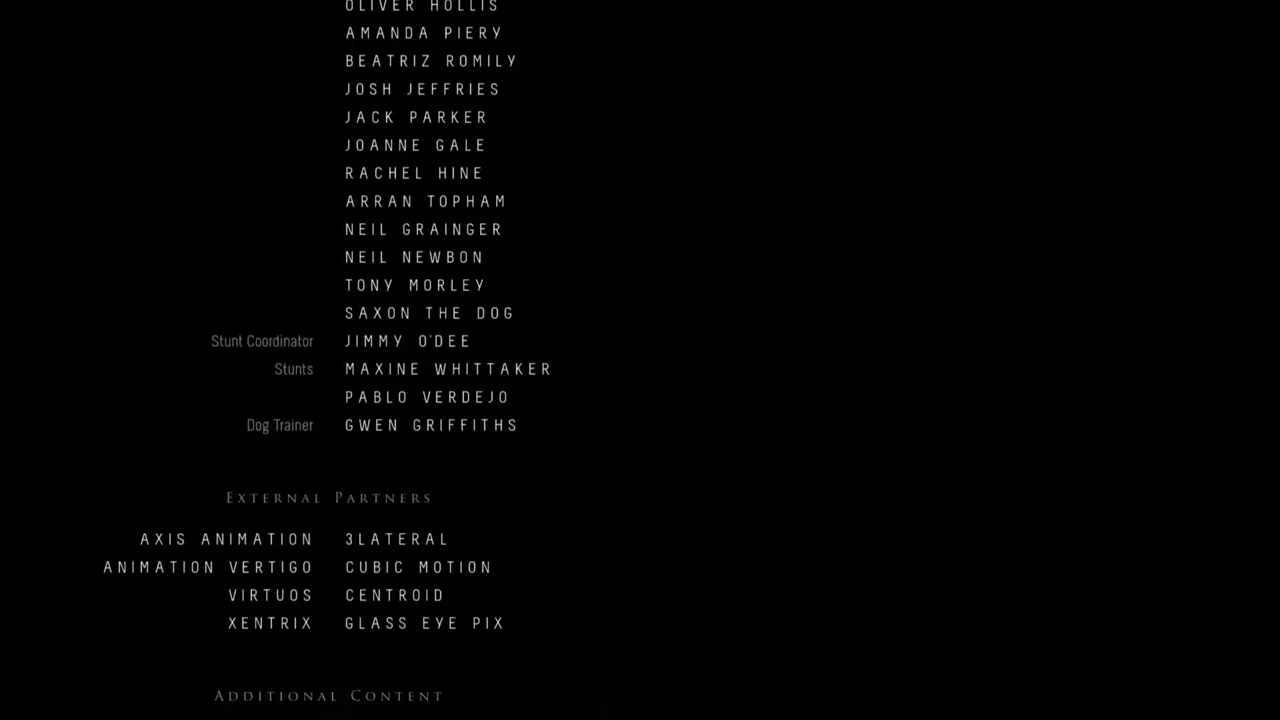 OLIVER HOLLIS
AMANDA PIERY
BEATRIZ ROMILY
JOSH JEFFRIES
JACK PARKER
JOANNE GALE
RACHEL HINE
ARRAN TOPHAM
NEIL GRAINGER
NEIL NEWBON
TONY MORLEY
SAXON THE DOG
Stunt Coordinator JIMMY O'DEE
Stunts MAXINE WHITTAKER
PABLO VERDEJO
Dog Trainer GWEN GRIFFITHS
EXTERNAL PARTNERS
AXIS ANIMATION 3LATERAL
ANIMATION VERTIGO CUBIC MOTION
VIRTUOS CENTROID
XENTRIX GLASS EYE PIX
ADDITIONAL CONTENT